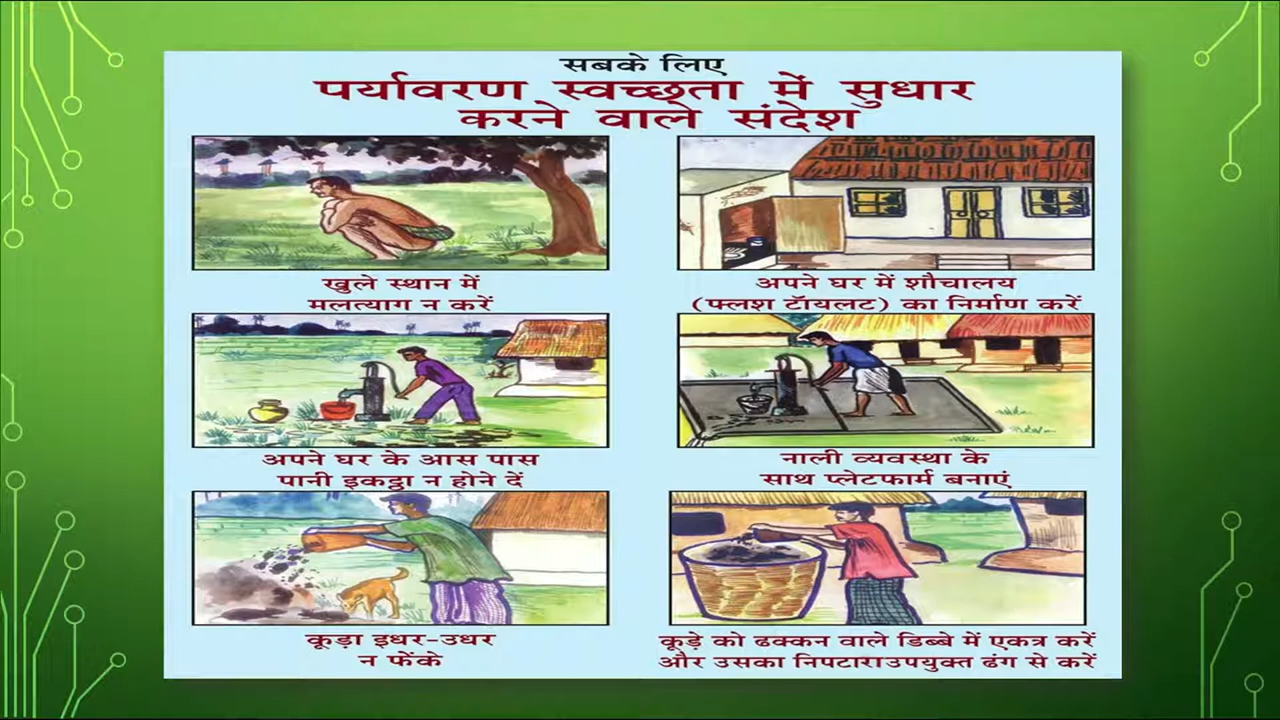 सबके लिए
पर्यावरण स्वच्छता में सुधार
करने वाले संदेश
खुले स्थान में
मलत्याग न करें
अपने घर में शौचालय
(फ्लश टॉयलट) का निर्माण करें
अपने घर के आस पास
पानी इकट्ठा न होने दें
नाली व्यवस्था के
साथ प्लेटफार्म बनाएं
कूड़ा इधर-उधर
न फेंके
कूड़े को ढक्कन वाले डिब्बे में एकत्र करें
और उसका निपटारा उपयुक्त ढंग से करें